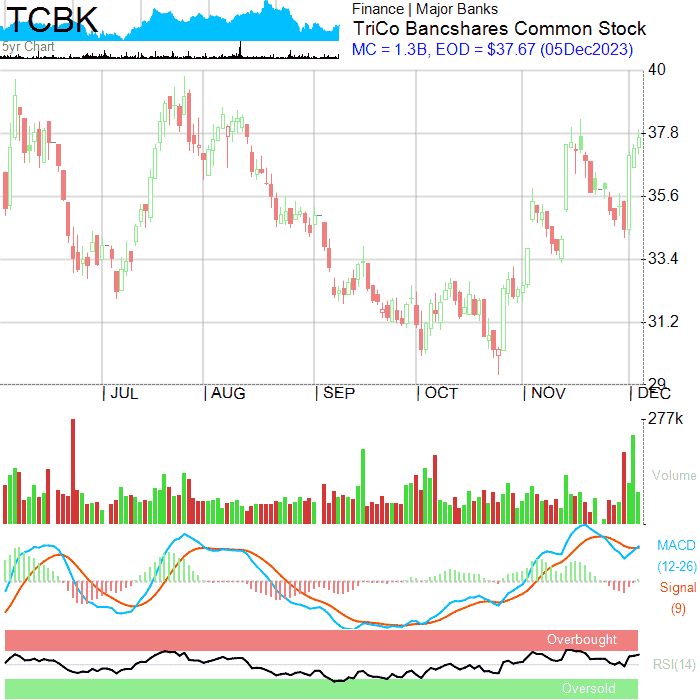 TCBK
5yr Chart
Finance | Major Banks
TriCo Bancshares Common Stock
MC = 1.3B, EOD = $37.67 (05Dec2023)
40
37.8
35.6
33.4
31.2
29
| JUL | AUG | SEP | OCT | NOV | DEC
277k
Volume
MACD
(12-26)
Signal
(9)
Overbought
RSI(14)
Oversold